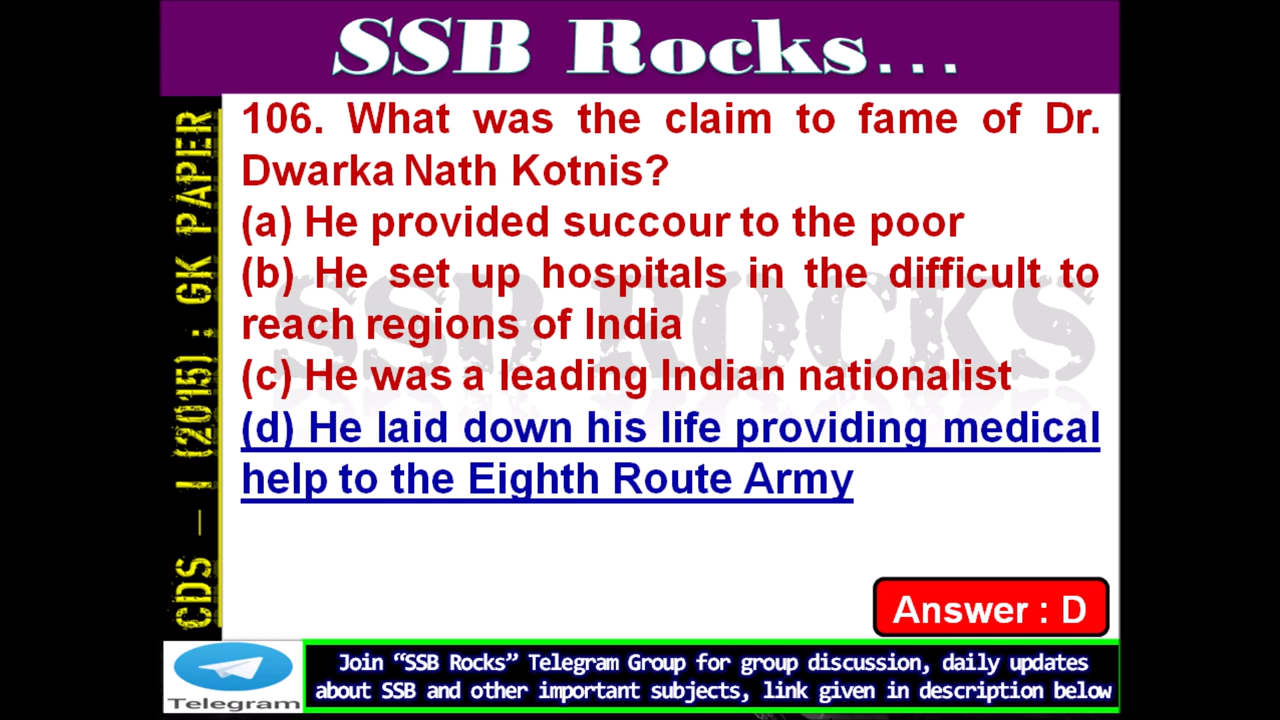 SSB Rocks...
CDS – I (2015) : GK PAPER
SSB ROCKS
106. What was the claim to fame of Dr.
Dwarka Nath Kotnis?
(a) He provided succour to the poor
(b) He set up hospitals in the difficult to
reach regions of India
(c) He was a leading Indian nationalist
(d) He laid down his life providing medical
help to the Eighth Route Army
Answer : D
Telegram
Join “SSB Rocks” Telegram Group for group discussion, daily updates
about SSB and other important subjects, link given in description below